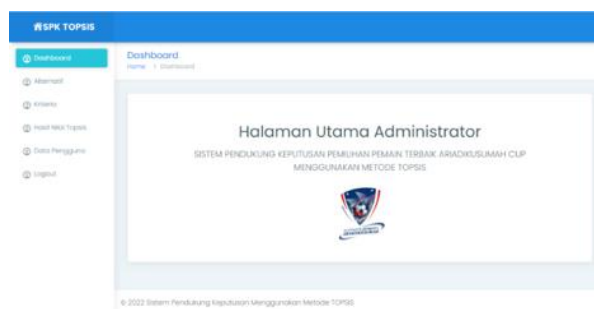 SPK TOPSIS
Dashboard
Alternatif
Kriteria
Hasil Nilai Topsis
Data Pengguna
Logout
Dashboard
Home
Dashboard
Halaman Utama Administrator
SISTEM PENDUKUNG KEPUTUSAN PEMILIHAN PEMAIN TERBAIK ARIADIKUSUMAH CUP
MENGGUNAKAN METODE TOPSIS
© 2022 Sistem Pendukung Keputusan Menggunakan Metode TOPSIS